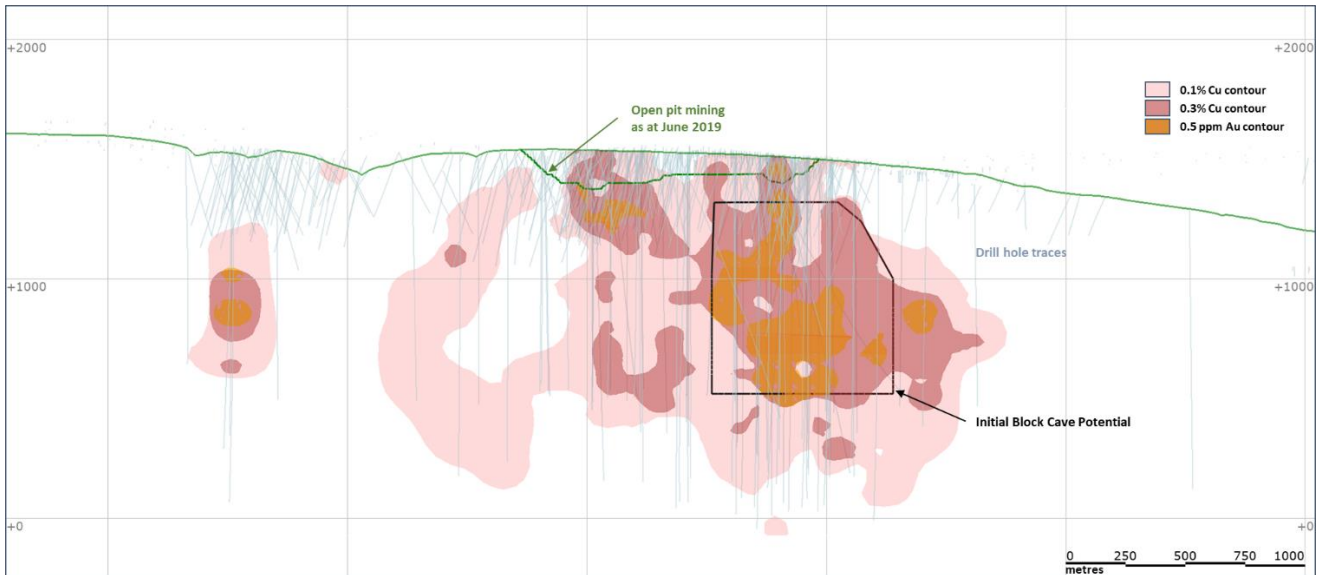 +2000
+2000
0.1% Cu contour
0.3% Cu contour
0.5 ppm Au contour
Open pit mining
as at June 2019
Drill hole traces
+1000
+1000
Initial Block Cave Potential
+0
+0
0 250 500 750 1000
metres